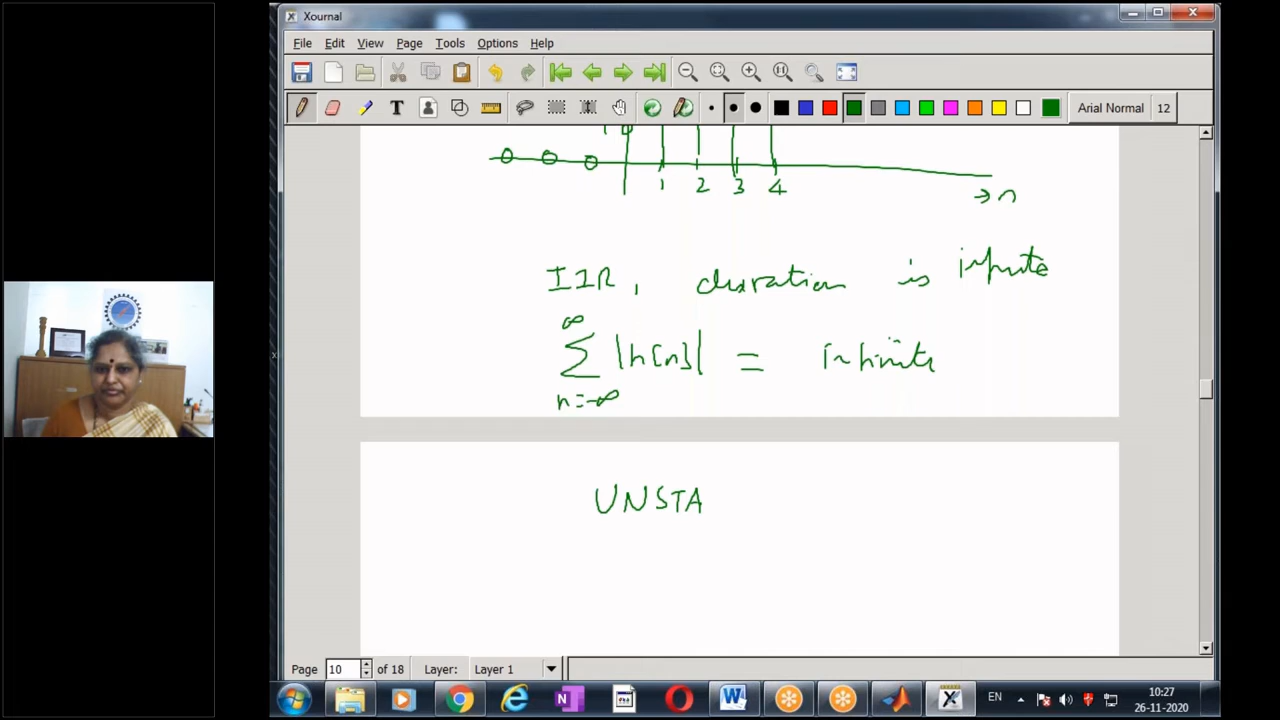 Xournal
File Edit View Page Tools Options Help
Arial Normal 12
1 2 3 4
→ n
IIR, duration is infinite
∞
∑ |h[n]| = Infinite
n=-∞
UNSTA
Page 10 of 18 Layer: Layer 1
EN 10:27
26-11-2020